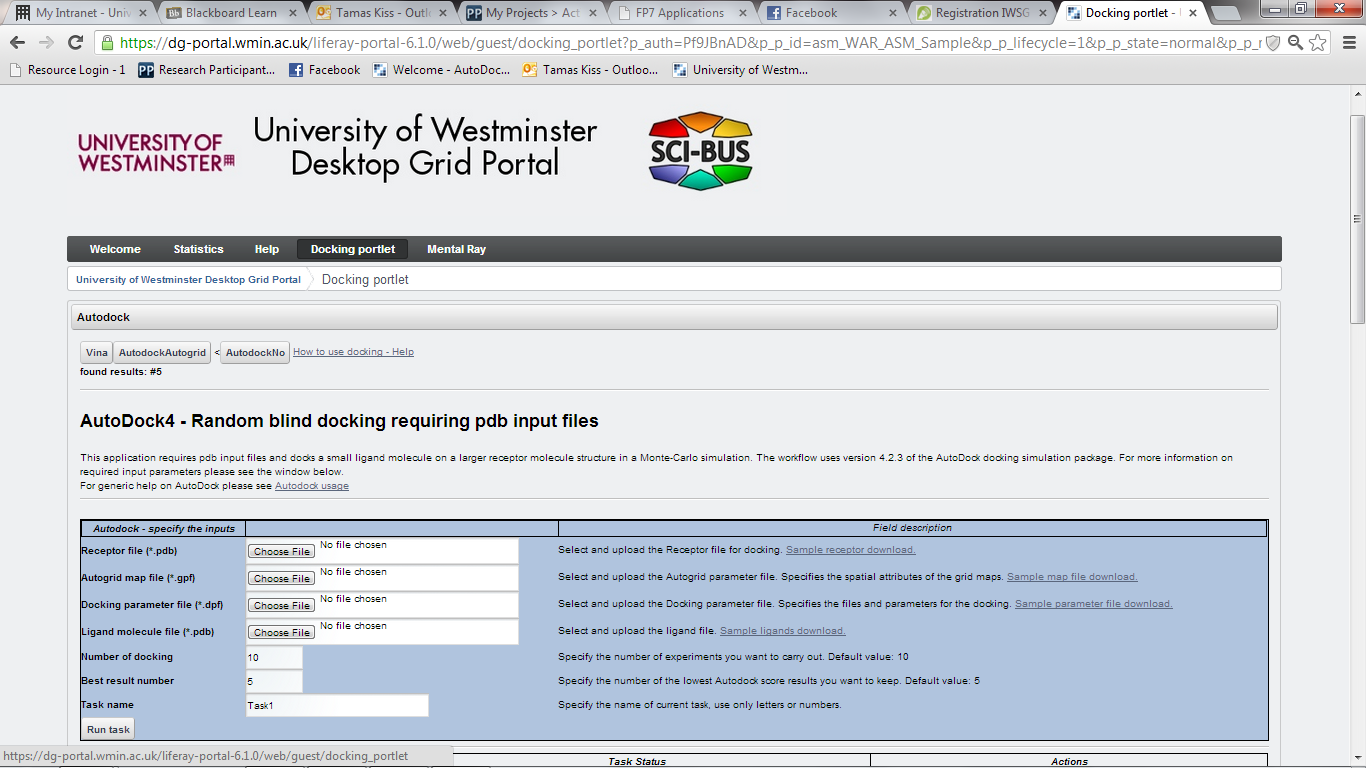 My Intranet - Univ
Blackboard Learn
Tamas Kiss - Outl
My Projects > Act
FP7 Applications
Facebook
Registration IWSG
Docking portlet -
https://dg-portal.wmin.ac.uk/liferay-portal-6.1.0/web/guest/docking_portlet?p_auth=Pf9JBnAD&p_p_id=asm_WAR_ASM_Sample&p_p_lifecycle=1&p_p_state=normal&p_p_r
Resource Login - 1
Research Participant...
Facebook
Welcome - AutoDoc...
Tamas Kiss - Outloo...
University of Westm...
UNIVERSITY OF
WESTMINSTER
University of Westminster
Desktop Grid Portal
SCI-BUS
Welcome Statistics Help Docking portlet Mental Ray
University of Westminster Desktop Grid Portal Docking portlet
Autodock
Vina AutodockAutogrid < AutodockNo How to use docking - Help
found results: #5
AutoDock4 - Random blind docking requiring pdb input files
This application requires pdb input files and docks a small ligand molecule on a larger receptor molecule structure in a Monte-Carlo simulation. The workflow uses version 4.2.3 of the AutoDock docking simulation package. For more information on
required input parameters please see the window below.
For generic help on AutoDock please see Autodock usage
Autodock - specify the inputs Field description
Receptor file (*.pdb) Choose File No file chosen Select and upload the Receptor file for docking. Sample receptor download.
Autogrid map file (*.gpf) Choose File No file chosen Select and upload the Autogrid parameter file. Specifies the spatial attributes of the grid maps. Sample map file download.
Docking parameter file (*.dpf) Choose File No file chosen Select and upload the Docking parameter file. Specifies the files and parameters for the docking. Sample parameter file download.
Ligand molecule file (*.pdb) Choose File No file chosen Select and upload the ligand file. Sample ligands download.
Number of docking 10 Specify the number of experiments you want to carry out. Default value: 10
Best result number 5 Specify the number of the lowest Autodock score results you want to keep. Default value: 5
Task name Task1 Specify the name of current task, use only letters or numbers.
Run task
https://dg-portal.wmin.ac.uk/liferay-portal-6.1.0/web/guest/docking_portlet
Task Status Actions